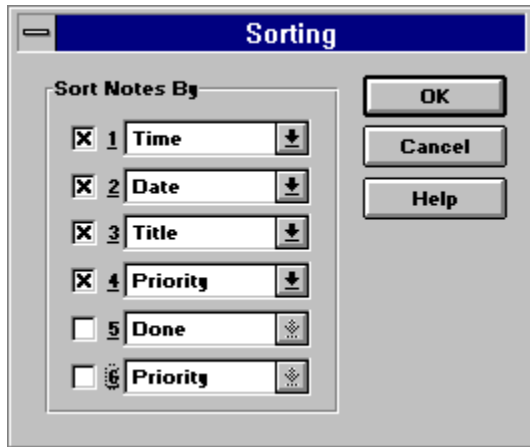 Sorting
Sort Notes By
1 Time
2 Date
3 Title
4 Priority
5 Done
6 Priority
OK
Cancel
Help